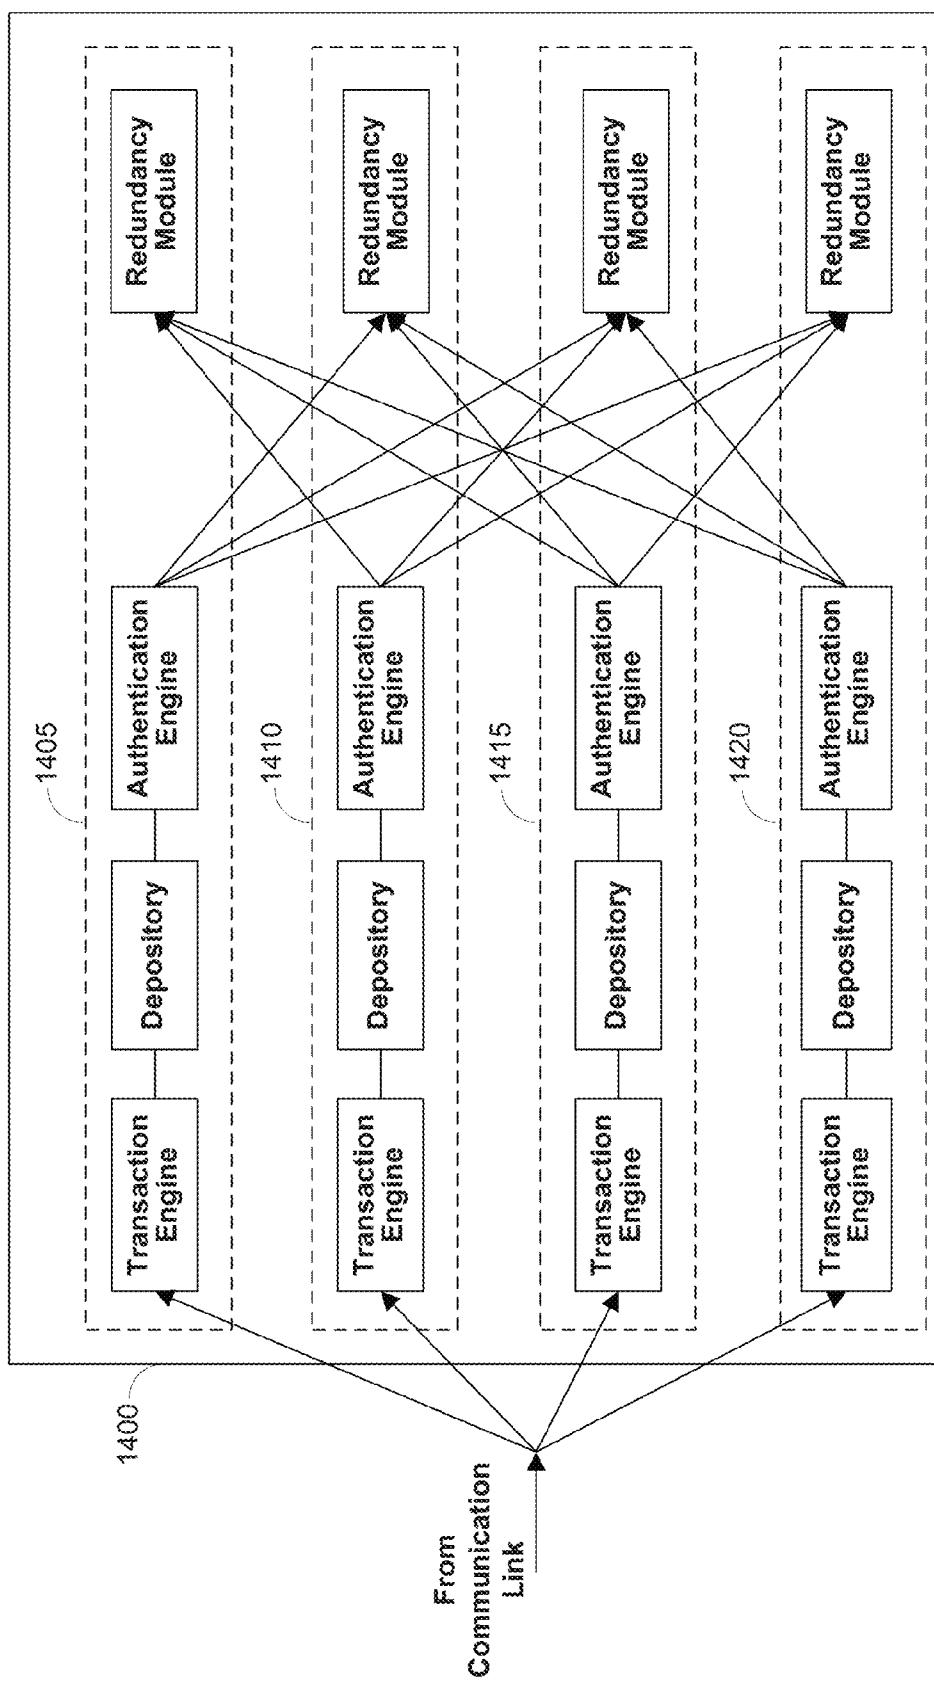 1400
From
Communication
Link
1405
Transaction
Engine
Depository
Authentication
Engine
Redundancy
Module
1410
Transaction
Engine
Depository
Authentication
Engine
Redundancy
Module
1415
Transaction
Engine
Depository
Authentication
Engine
Redundancy
Module
1420
Transaction
Engine
Depository
Authentication
Engine
Redundancy
Module